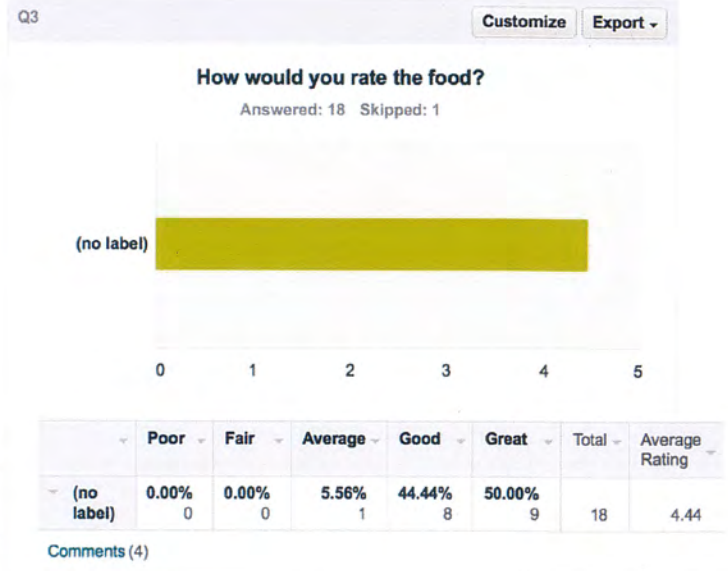 Q3
Customize Export
How would you rate the food?
Answered: 18 Skipped: 1
(no label)
0 1 2 3 4 5
Poor Fair Average Good Great Total Average Rating
(no label) 0.00% 0.00% 5.56% 44.44% 50.00%
0 0 1 8 9 18 4.44
Comments (4)